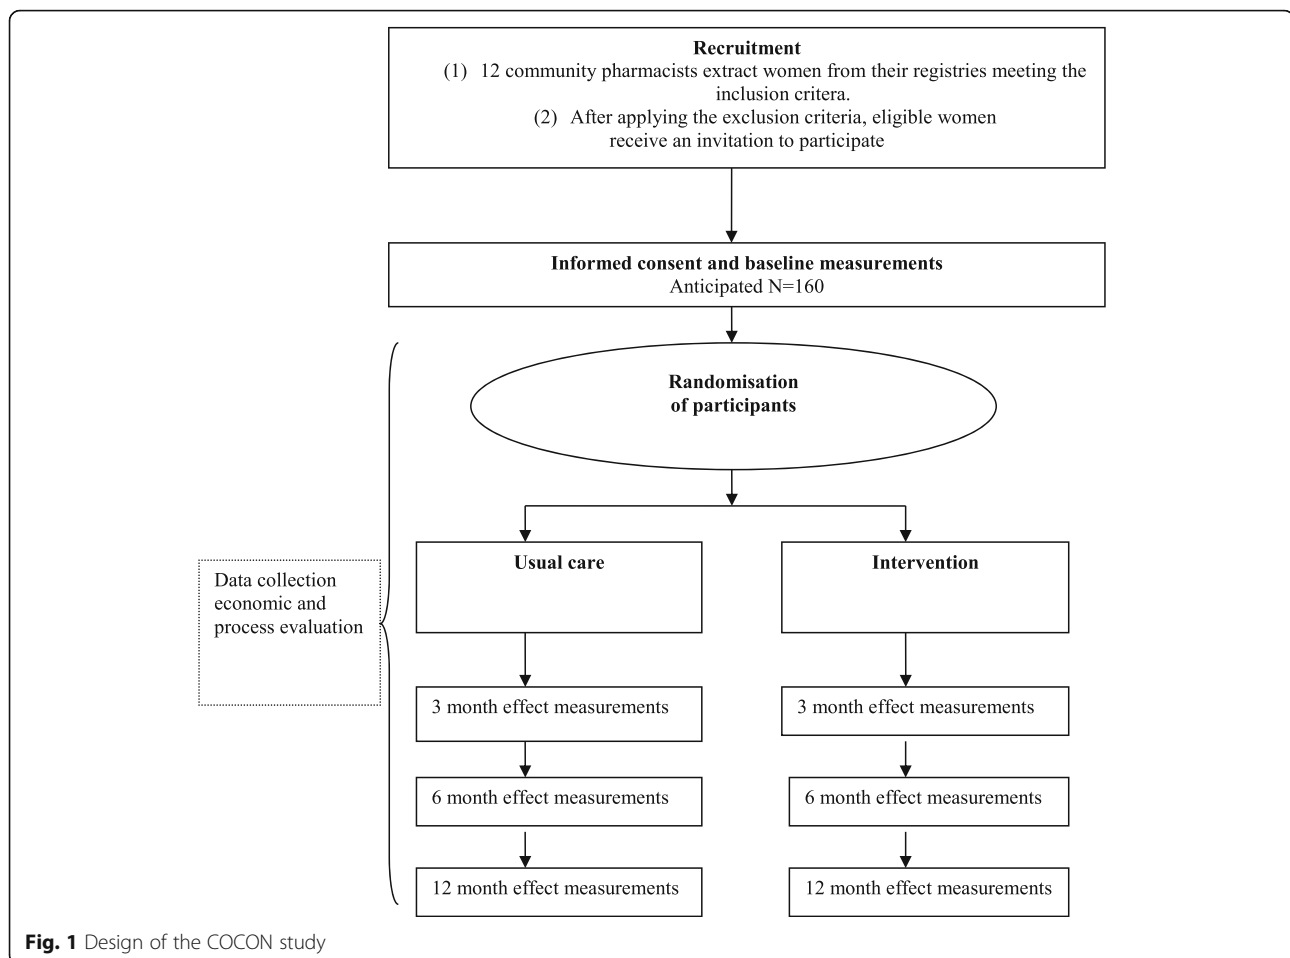 Recruitment
(1) 12 community pharmacists extract women from their registries meeting the
inclusion critera.
(2) After applying the exclusion criteria, eligible women
receive an invitation to participate
Informed consent and baseline measurements
Anticipated N=160
Randomisation
of participants
Usual care
Intervention
Data collection
economic and
process evaluation
3 month effect measurements
3 month effect measurements
6 month effect measurements
6 month effect measurements
12 month effect measurements
12 month effect measurements
Fig. 1 Design of the COCON study